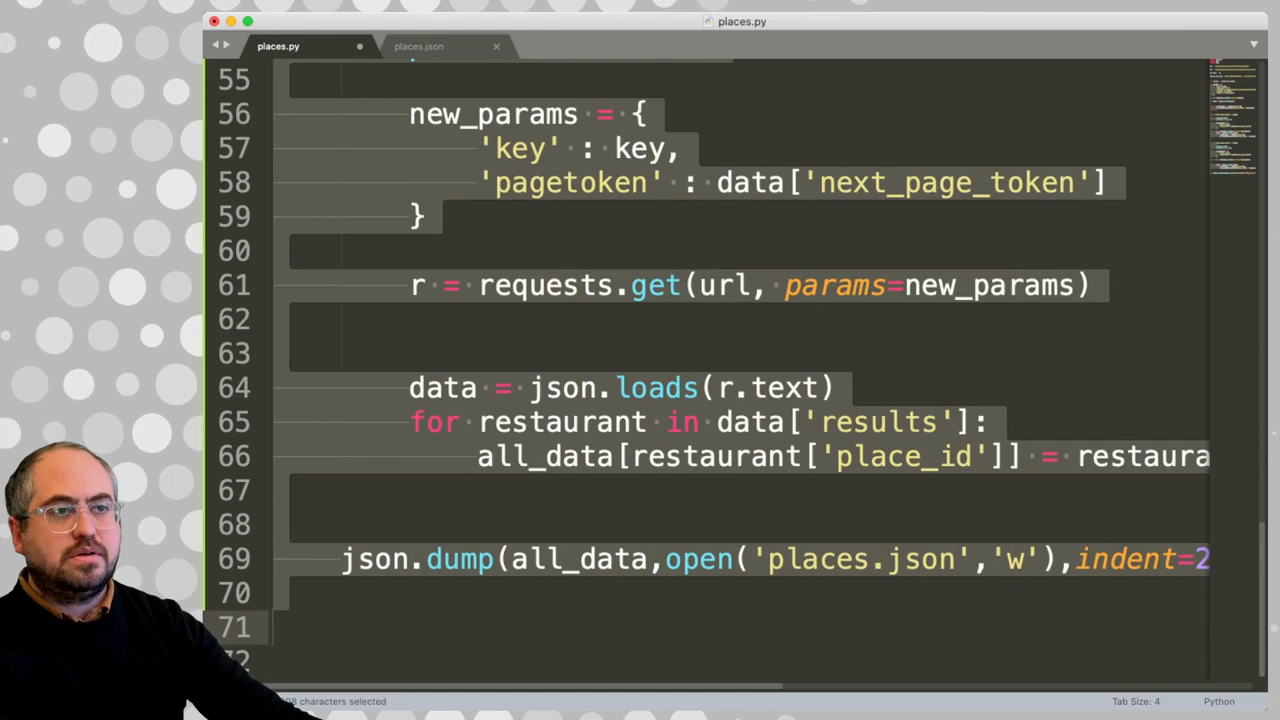 places.py
places.py
places.json
55
56 new_params = {
57 'key' : key,
58 'pagetoken' : data['next_page_token']
59 }
60
61 r = requests.get(url, params=new_params)
62
63
64 data = json.loads(r.text)
65 for restaurant in data['results']:
66 all_data[restaurant['place_id']] = restaura
67
68
69 json.dump(all_data,open('places.json','w'),indent=2
70
71
72
characters selected
Tab Size: 4
Python